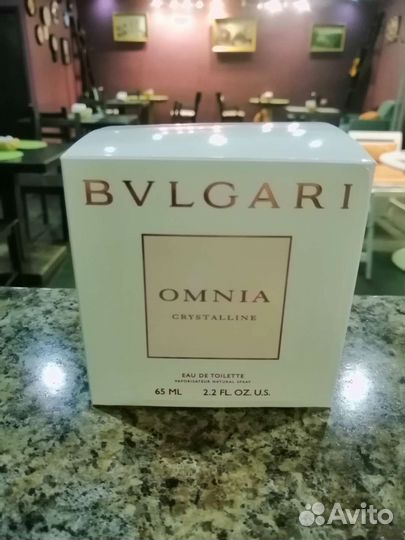 BVLGARI
OMNIA
CRYSTALLINE
EAU DE TOILETTE
VAPORISATEUR NATURAL SPRAY
65 ML 2.2 FL. OZ. U.S.
Avito